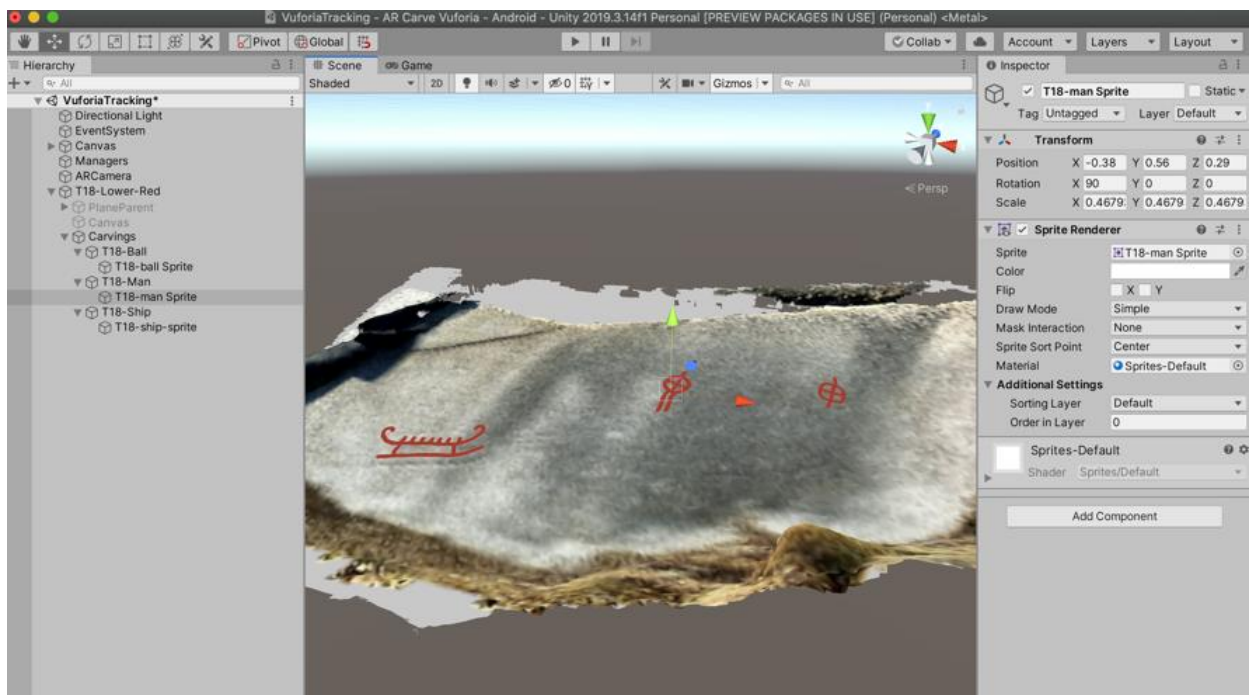 VuforiaTracking - AR Carve Vuforia - Android - Unity 2019.3.14f1 Personal [PREVIEW PACKAGES IN USE] (Personal) <Metal>
Pivot Global Collab Account Layers Layout
Hierarchy
All
VuforiaTracking*
Directional Light
EventSystem
Canvas
Managers
ARCamera
T18-Lower-Red
PlaneParent
Canvas
Carvings
T18-Ball
T18-ball Sprite
T18-Man
T18-man Sprite
T18-Ship
T18-ship-sprite
Scene Game
Shaded 2D 0 Gizmos All
y
Persp
Inspector
T18-man Sprite Static
Tag Untagged Layer Default
Transform
Position X -0.38 Y 0.56 Z 0.29
Rotation X 90 Y 0 Z 0
Scale X 0.4679 Y 0.4679 Z 0.4679
Sprite Renderer
Sprite T18-man Sprite
Color
Flip X Y
Draw Mode Simple
Mask Interaction None
Sprite Sort Point Center
Material Sprites-Default
Additional Settings
Sorting Layer Default
Order in Layer 0
Sprites-Default
Shader Sprites/Default
Add Component